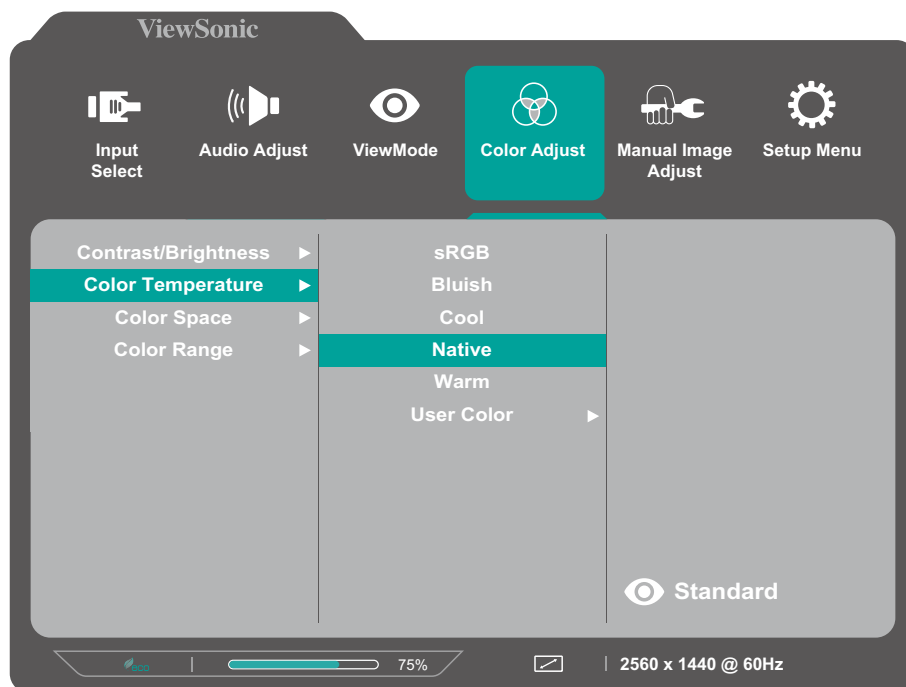 ViewSonic
Input Select
Audio Adjust
ViewMode
Color Adjust
Manual Image Adjust
Setup Menu
Contrast/Brightness
Color Temperature
Color Space
Color Range
sRGB
Bluish
Cool
Native
Warm
User Color
Standard
eco
75%
2560 x 1440 @ 60Hz